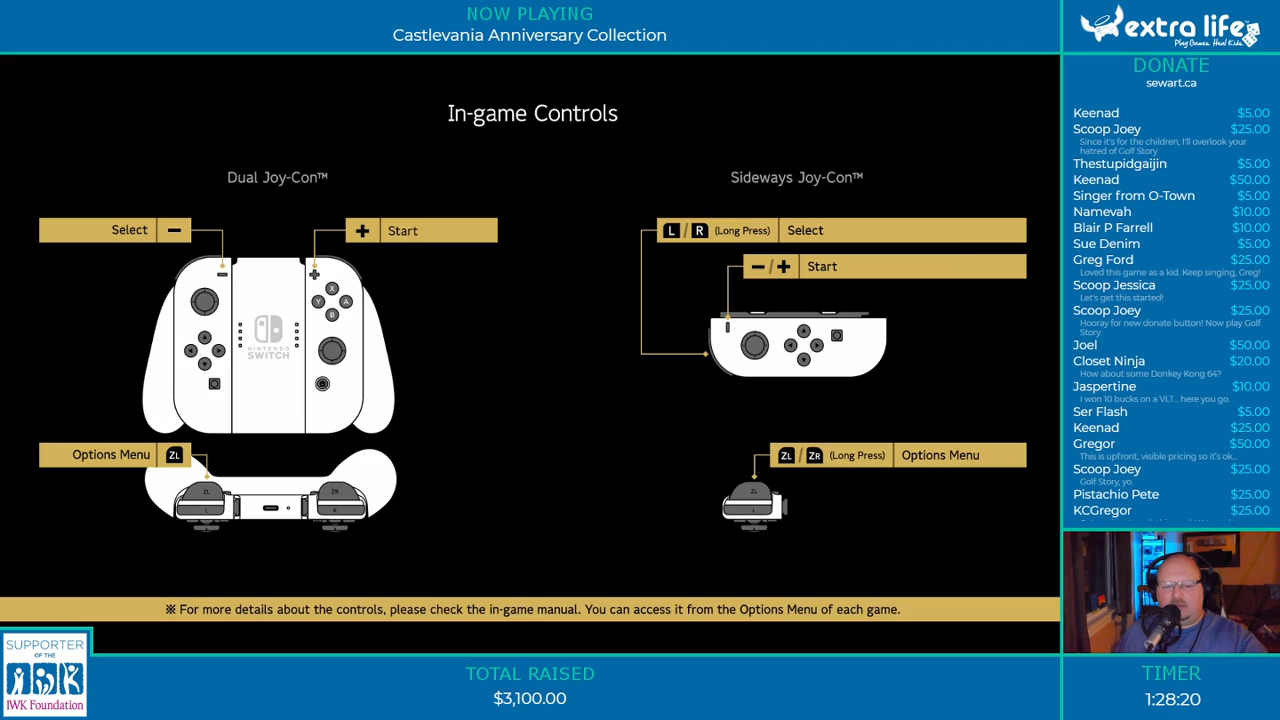 NOW PLAYING
Castlevania Anniversary Collection
extra life
Play Games. Heal Kids.
DONATE
sewart.ca
Keenad $5.00
Scoop Joey $25.00
Since it's for the children, I'll overlook your
hatred of Golf Story
Thestupidgaijin $5.00
Keenad $50.00
Singer from O-Town $5.00
Namevah $10.00
Blair P Farrell $10.00
Sue Denim $5.00
Greg Ford $25.00
Loved this game as a kid. Keep singing, Greg!
Scoop Jessica $25.00
Let's get this started!
Scoop Joey $25.00
Hooray for new donate button! Now play Golf
Story.
Joel $50.00
Closet Ninja $20.00
How about some Donkey Kong 64?
Jaspertine $10.00
I won 10 bucks on a VLT... here you go.
Ser Flash $5.00
Keenad $25.00
Gregor $50.00
This is upfront, visible pricing so it's ok...
Scoop Joey $25.00
Golf Story, yo.
Pistachio Pete $25.00
KCGregor $25.00
In-game Controls
Dual Joy-Con™
Select −
+ Start
X
Y A
B
NINTENDO
SWITCH
Options Menu ZL
ZL ZR
L R
Sideways Joy-Con™
L / R (Long Press) Select
− / + Start
ZL / ZR (Long Press) Options Menu
ZL
L
※ For more details about the controls, please check the in-game manual. You can access it from the Options Menu of each game.
SUPPORTER
OF THE
IWK
IWK Foundation
TOTAL RAISED
$3,100.00
TIMER
1:28:20